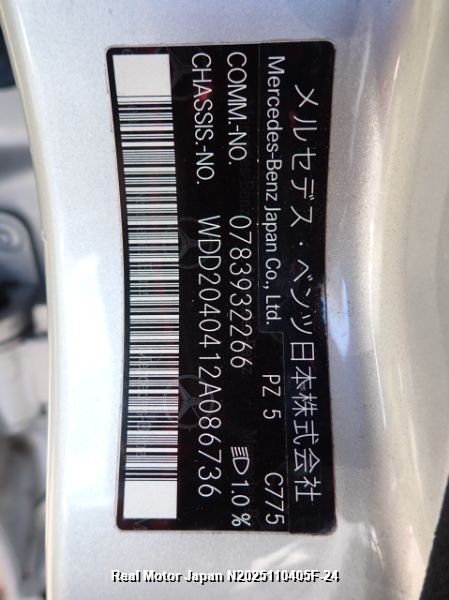 メルセデス・ベンツ日本株式会社
Mercedes-Benz Japan Co., Ltd. PZ 5 C775
COMM.-NO. 0783932266 1.0 %
CHASSIS.-NO. WDD2040412A086736
Real Motor Japan N2025110405F-24